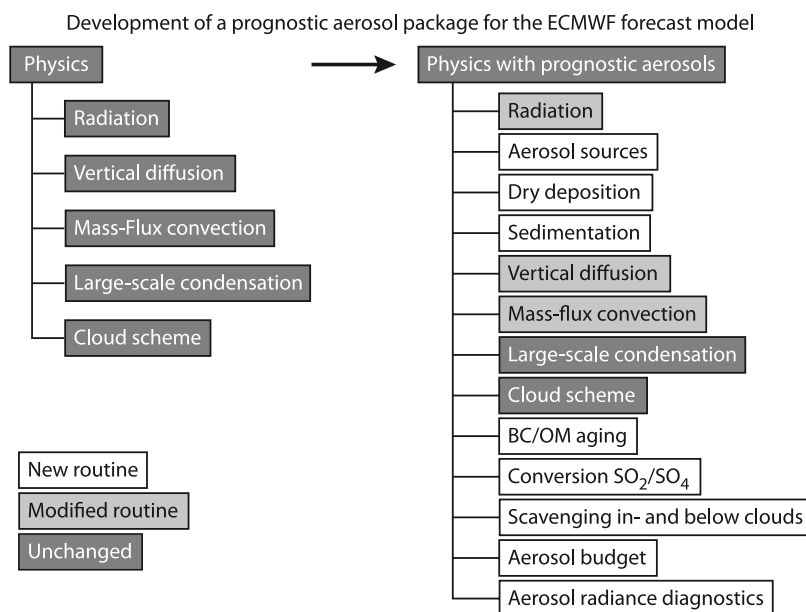 Development of a prognostic aerosol package for the ECMWF forecast model
Physics
Radiation
Vertical diffusion
Mass-Flux convection
Large-scale condensation
Cloud scheme
New routine
Modified routine
Unchanged
Physics with prognostic aerosols
Radiation
Aerosol sources
Dry deposition
Sedimentation
Vertical diffusion
Mass-flux convection
Large-scale condensation
Cloud scheme
BC/OM aging
Conversion SO₂/SO₄
Scavenging in- and below clouds
Aerosol budget
Aerosol radiance diagnostics